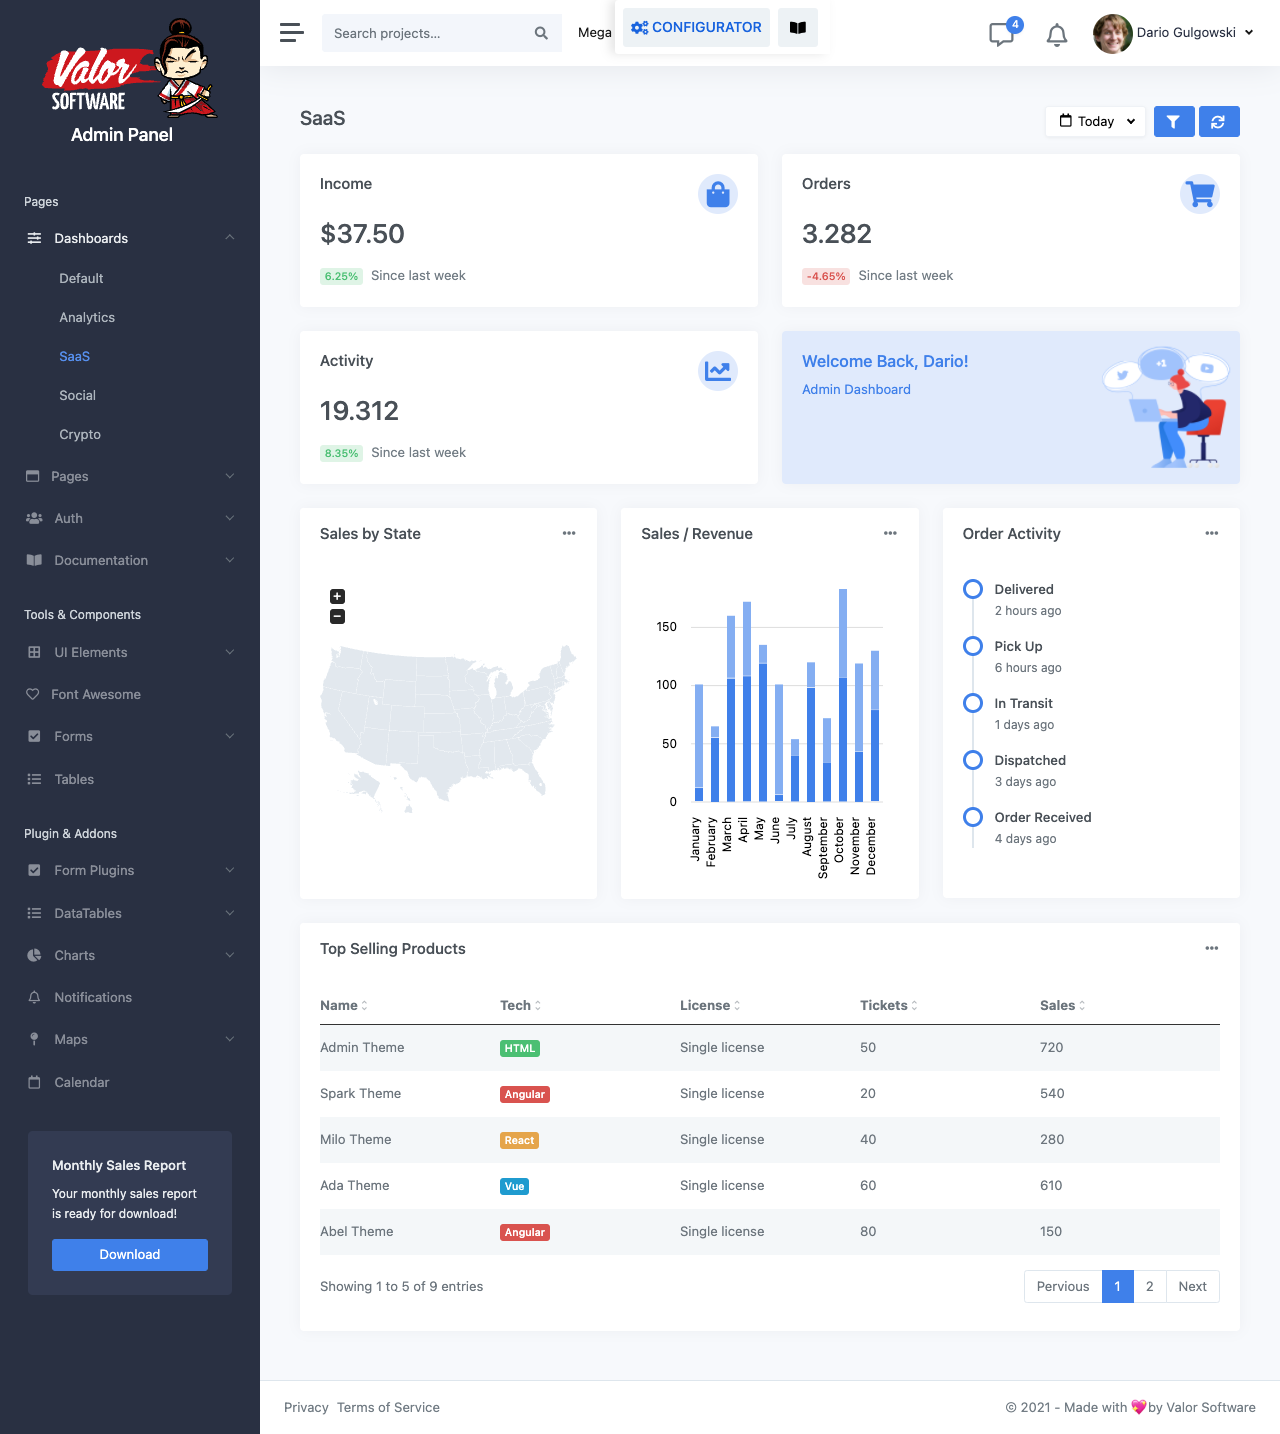 Valor
SOFTWARE
Admin Panel
Pages
Dashboards
Default
Analytics
SaaS
Social
Crypto
Pages
Auth
Documentation
Tools & Components
UI Elements
Font Awesome
Forms
Tables
Plugin & Addons
Form Plugins
DataTables
Charts
Notifications
Maps
Calendar
Monthly Sales Report
Your monthly sales report
is ready for download!
Download
Search projects...
Mega
CONFIGURATOR
4
Dario Gulgowski
SaaS
Today
Income
$37.50
6.25% Since last week
Orders
3.282
-4.65% Since last week
Activity
19.312
8.35% Since last week
Welcome Back, Dario!
Admin Dashboard
+1
Sales by State
+
−
Sales / Revenue
150
100
50
0
January
February
March
April
May
June
July
August
September
October
November
December
Order Activity
Delivered
2 hours ago
Pick Up
6 hours ago
In Transit
1 days ago
Dispatched
3 days ago
Order Received
4 days ago
Top Selling Products
Name Tech License Tickets Sales
Admin Theme HTML Single license 50 720
Spark Theme Angular Single license 20 540
Milo Theme React Single license 40 280
Ada Theme Vue Single license 60 610
Abel Theme Angular Single license 80 150
Showing 1 to 5 of 9 entries
Pervious 1 2 Next
Privacy Terms of Service
© 2021 - Made with 💖 by Valor Software